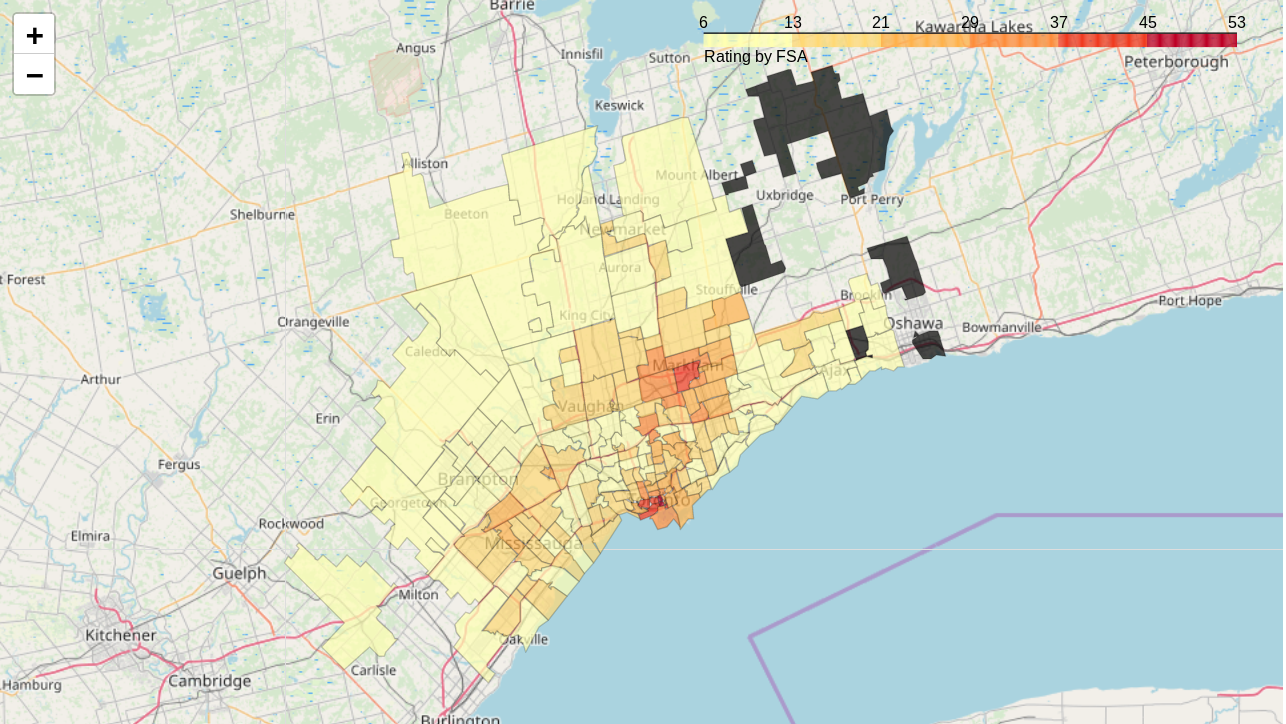 Barrie
6 13 21 29 37 45 53
Kawartha Lakes
Rating by FSA
+
−
Angus
Innisfil
Sutton
Peterborough
Keswick
Alliston
Mount Albert
Uxbridge
Port Perry
Shelburne
Beeton
Holland Landing
Newmarket
Aurora
t Forest
Stouffville
Brooklin
Port Hope
Orangeville
King City
Oshawa
Bowmanville
Caledon
Markham
Ajax
Arthur
Vaughan
Erin
Fergus
Brampton
Georgetown
Toronto
Rockwood
Elmira
Mississauga
Guelph
Milton
Kitchener
Oakville
Carlisle
Hamburg
Cambridge
Burlington